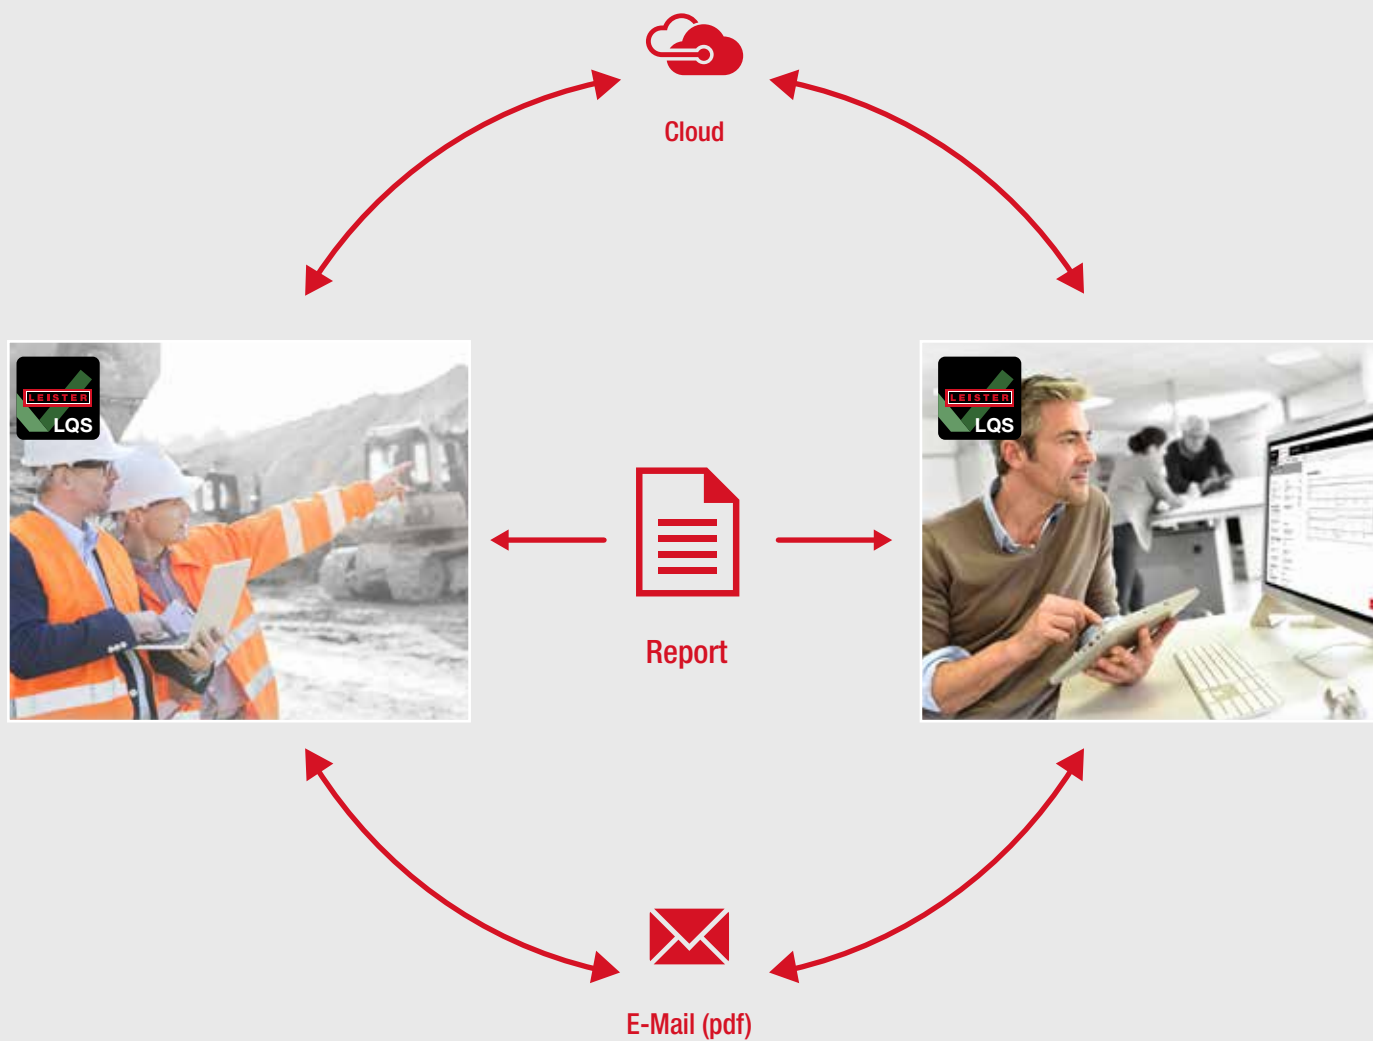 Cloud
LEISTER
LQS
LEISTER
LQS
Report
E-Mail (pdf)